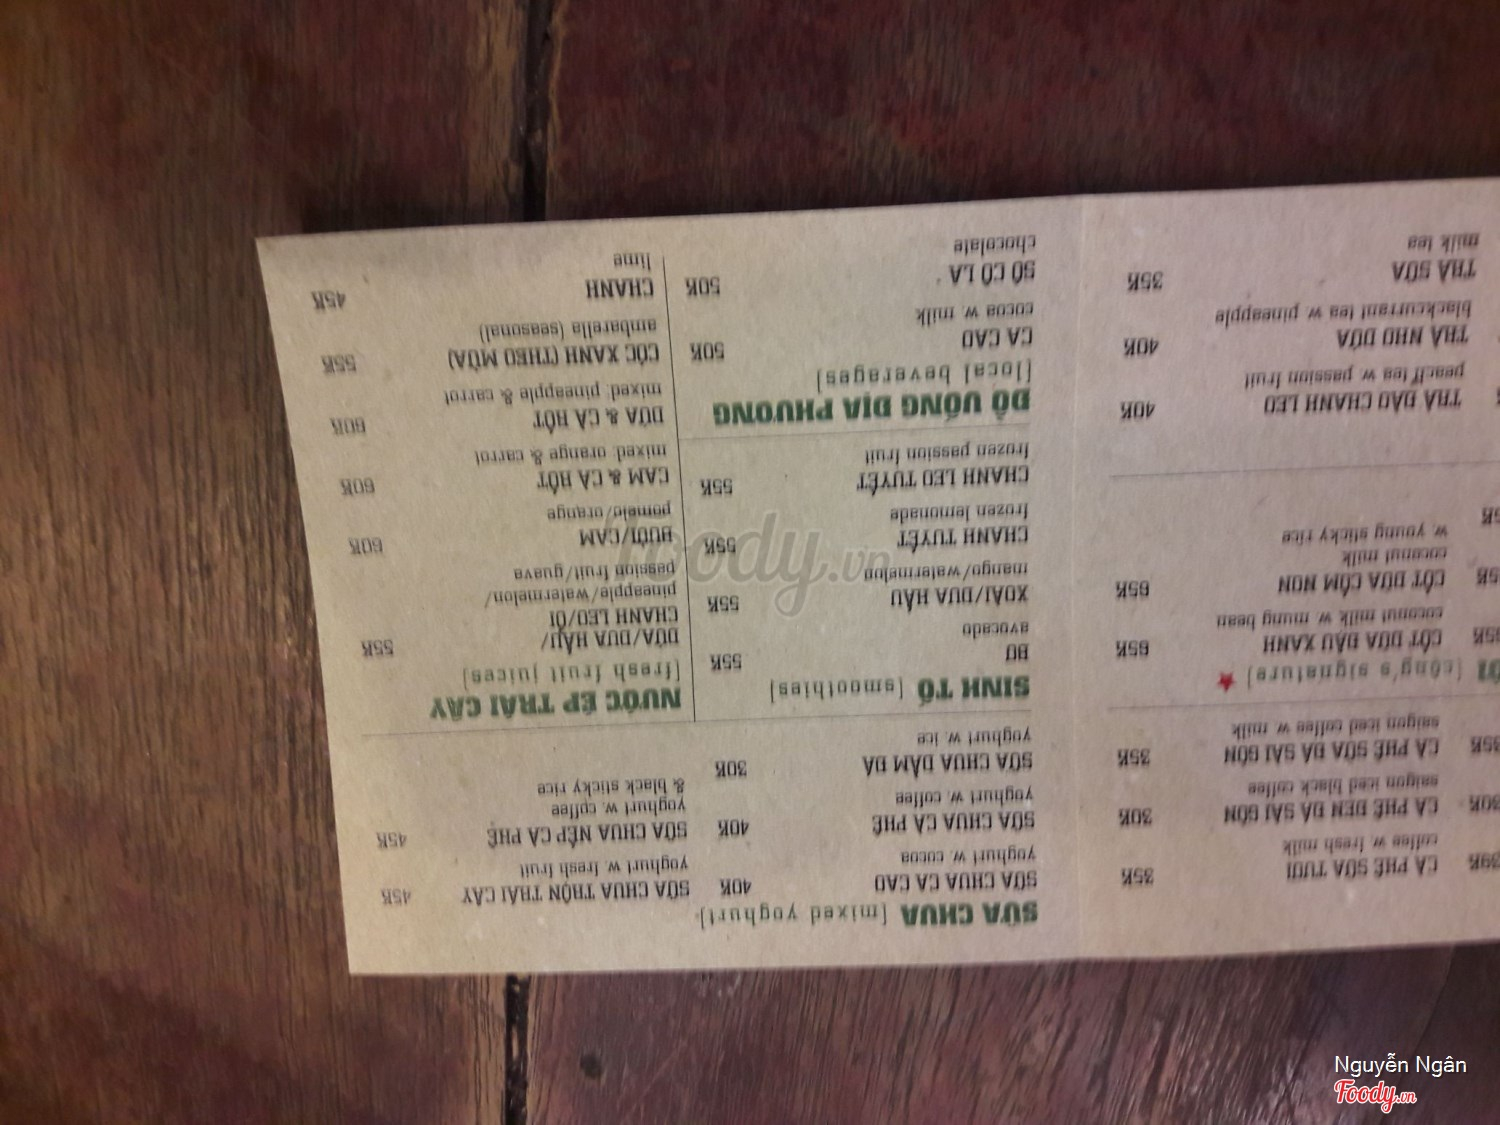 SỮA CHUA [mixed yoghurt]
SỮA CHUA CA CAO 40K
yoghurt w. cocoa
SỮA CHUA CÀ PHÊ 40K
yoghurt w. coffee
SỮA CHUA DẦM ĐÁ 30K
yoghurt w. ice
SỮA CHUA TRỘN TRÁI CÂY 45K
yoghurt w. fresh fruit
SỮA CHUA NẾP CÀ PHÊ 45K
yoghurt w. coffee
& black sticky rice
SINH TỐ [smoothies]
BƠ 55K
avocado
XOÀI/DƯA HẤU 55K
mango/watermelon
CHANH TUYẾT 55K
frozen lemonade
CHANH LEO TUYẾT 55K
frozen passion fruit
ĐỒ UỐNG ĐỊA PHƯƠNG
[local beverages]
CA CAO 50K
cocoa w. milk
SÔ CÔ LA 50K
chocolate
NƯỚC ÉP TRÁI CÂY
[fresh fruit juices]
DỨA/DƯA HẤU/ 55K
CHANH LEO/ỔI
pineapple/watermelon/
passion fruit/guava
BƯỞI/CAM 60K
pomelo/orange
CAM & CÀ RỐT 60K
mixed: orange & carrot
DỨA & CÀ RỐT 60K
mixed: pineapple & carrot
CÓC XANH (THEO MÙA) 55K
ambarella (seasonal)
CHANH 45K
lime
CÀ PHÊ SỮA TƯƠI 35K
coffee w. fresh milk
CÀ PHÊ ĐEN ĐÁ SÀI GÒN 30K
saigon iced black coffee
CÀ PHÊ SỮA ĐÁ SÀI GÒN 35K
saigon iced coffee w milk
[cộng's signature]
CỐT DỪA ĐẬU XANH 65K
coconut milk w. mung bean
CỐT DỪA CỐM NON 65K
coconut milk
w. young sticky rice
TRÀ ĐÀO CHANH LEO 40K
peach tea w. passion fruit
TRÀ NHO DỨA 40K
blackcurrant tea w. pineapple
TRÀ SỮA 35K
milk tea
foody.vn
Nguyễn Ngân
Foody.vn